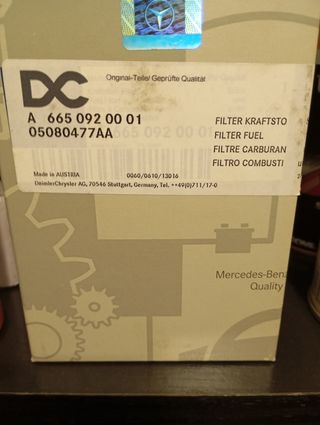 DC
Original-Teile/ Geprüfte Qualität
A 665 092 00 01
05080477AA
FILTER KRAFTSTO
FILTER FUEL
FILTRE CARBURAN
FILTRO COMBUSTI
Made in AUSTRIA
0060/0610/13016
DaimlerChrysler AG, 70546 Stuttgart, Germany, Tel. ++49(0)711/17-0
Mercedes-Ben
Quality